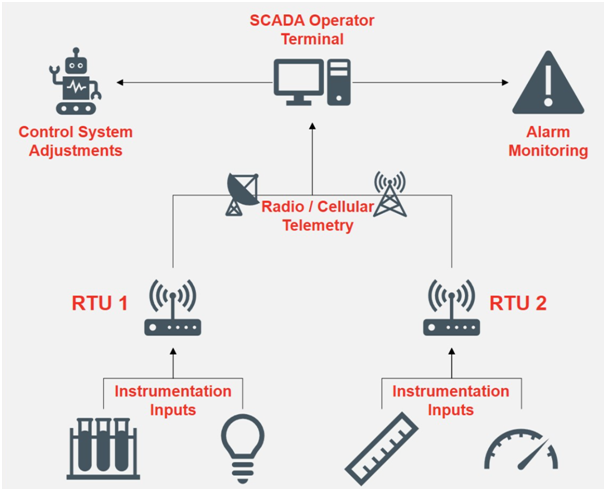 SCADA Operator
Terminal
Control System
Adjustments
Alarm
Monitoring
Radio / Cellular
Telemetry
RTU 1
RTU 2
Instrumentation
Inputs
Instrumentation
Inputs